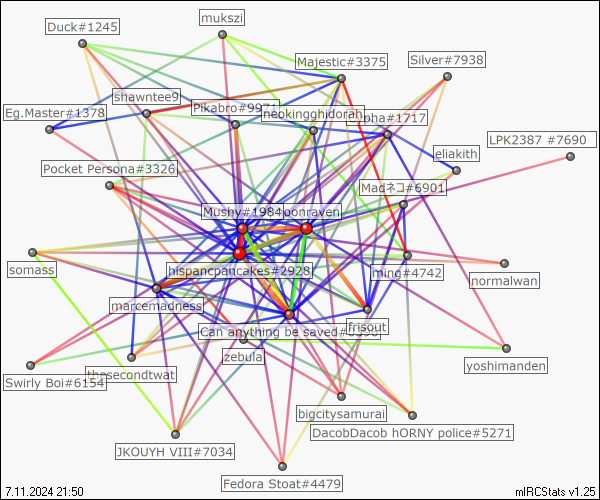 mukszi
Duck#1245
Majestic#3375
Silver#7938
shawntee9
Pikabro#9971
Eg.Master#1378
neokingghidorah
pha#1717
LPK2387 #7690
eliakith
Pocket Persona#3326
Madネコ#6901
Mushy#1984
oonraven
somass
hispancpancakes#2928
ming#4742
normalwan
marcemadness
Can anything be saved#
frisout
zebula
yoshimanden
thesecondtwat
Swirly Boi#6154
bigcitysamurai
DacobDacob hORNY police#5271
JKOUYH VIII#7034
Fedora Stoat#4479
7.11.2024 21:50
mIRCStats v1.25